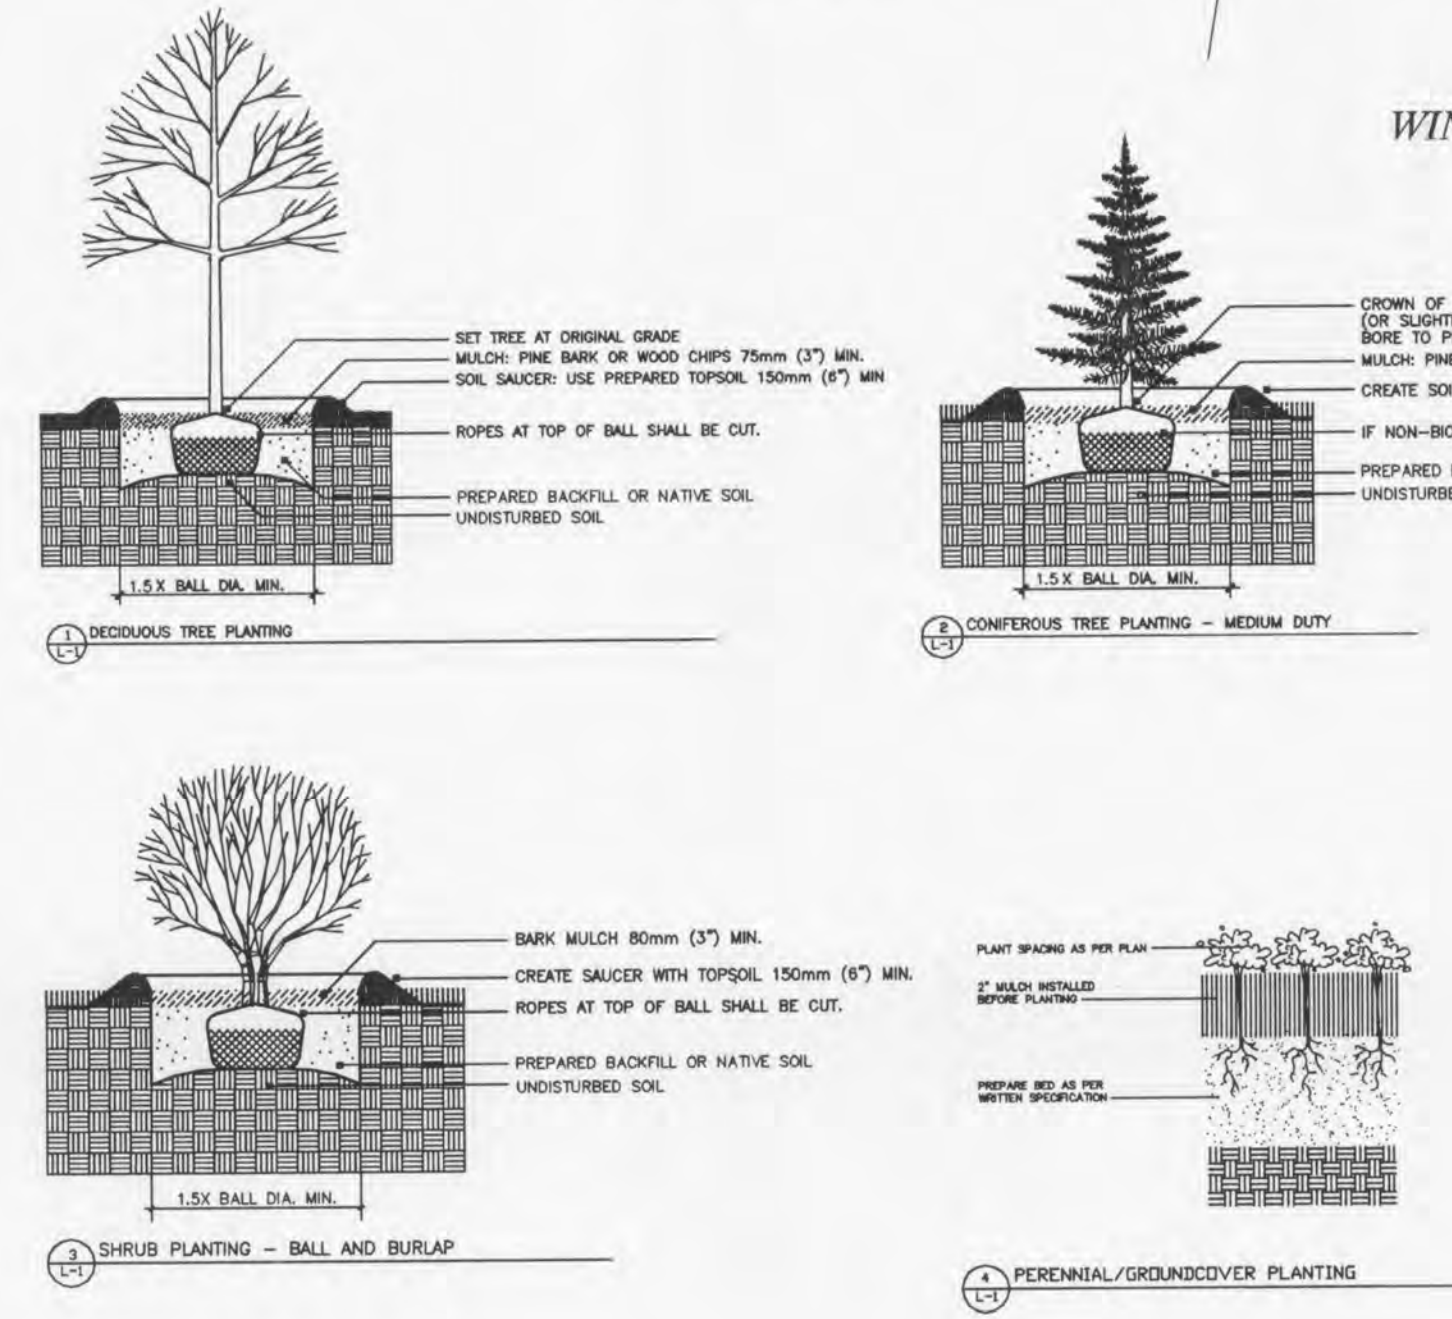 WIN
SET TREE AT ORIGINAL GRADE
MULCH: PINE BARK OR WOOD CHIPS 75mm (3") MIN.
SOIL SAUCER: USE PREPARED TOPSOIL 150mm (6") MIN
ROPES AT TOP OF BALL SHALL BE CUT.
PREPARED BACKFILL OR NATIVE SOIL
UNDISTURBED SOIL
1.5X BALL DIA. MIN.
1
L-1
DECIDUOUS TREE PLANTING
CROWN OF
(OR SLIGHT
BORE TO P
MULCH: PINE
CREATE SOI
IF NON-BIO
PREPARED
UNDISTURBE
1.5X BALL DIA. MIN.
2
L-1
CONIFEROUS TREE PLANTING - MEDIUM DUTY
BARK MULCH 80mm (3") MIN.
CREATE SAUCER WITH TOPSOIL 150mm (6") MIN.
ROPES AT TOP OF BALL SHALL BE CUT.
PREPARED BACKFILL OR NATIVE SOIL
UNDISTURBED SOIL
1.5X BALL DIA. MIN.
3
L-1
SHRUB PLANTING - BALL AND BURLAP
PLANT SPACING AS PER PLAN
2" MULCH INSTALLED
BEFORE PLANTING
PREPARE BED AS PER
WRITTEN SPECIFICATION
4
L-1
PERENNIAL/GROUNDCOVER PLANTING